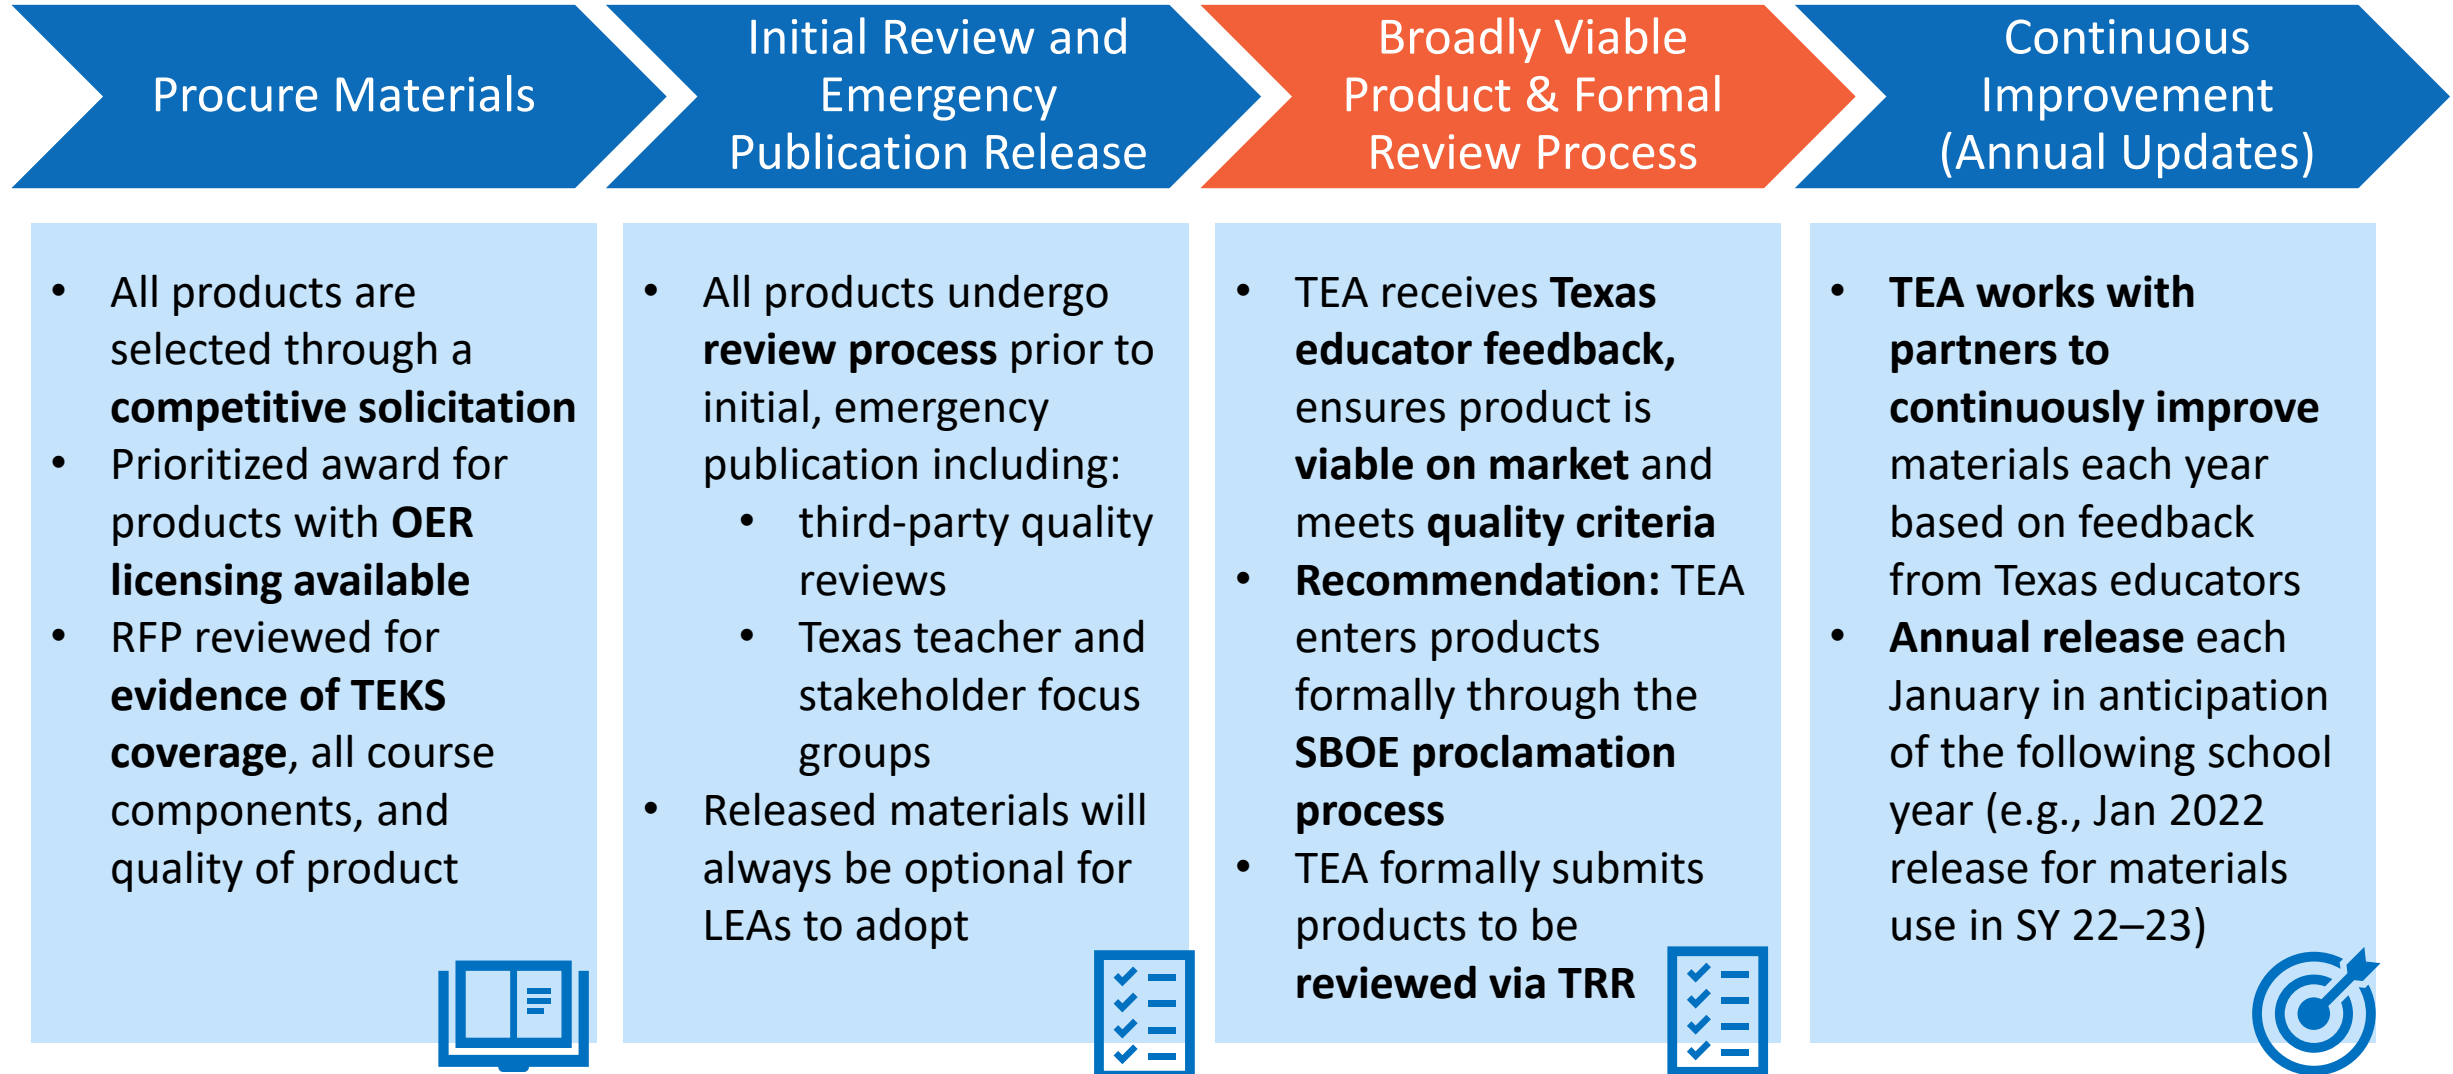 Procure Materials
Initial Review and
Emergency
Publication Release
Broadly Viable
Product & Formal
Review Process
Continuous
Improvement
(Annual Updates)
• All products are
selected through a
competitive solicitation
• Prioritized award for
products with OER
licensing available
• RFP reviewed for
evidence of TEKS
coverage, all course
components, and
quality of product
• All products undergo
review process prior to
initial, emergency
publication including:
• third-party quality
reviews
• Texas teacher and
stakeholder focus
groups
• Released materials will
always be optional for
LEAs to adopt
• TEA receives Texas
educator feedback,
ensures product is
viable on market and
meets quality criteria
• Recommendation: TEA
enters products
formally through the
SBOE proclamation
process
• TEA formally submits
products to be
reviewed via TRR
• TEA works with
partners to
continuously improve
materials each year
based on feedback
from Texas educators
• Annual release each
January in anticipation
of the following school
year (e.g., Jan 2022
release for materials
use in SY 22–23)